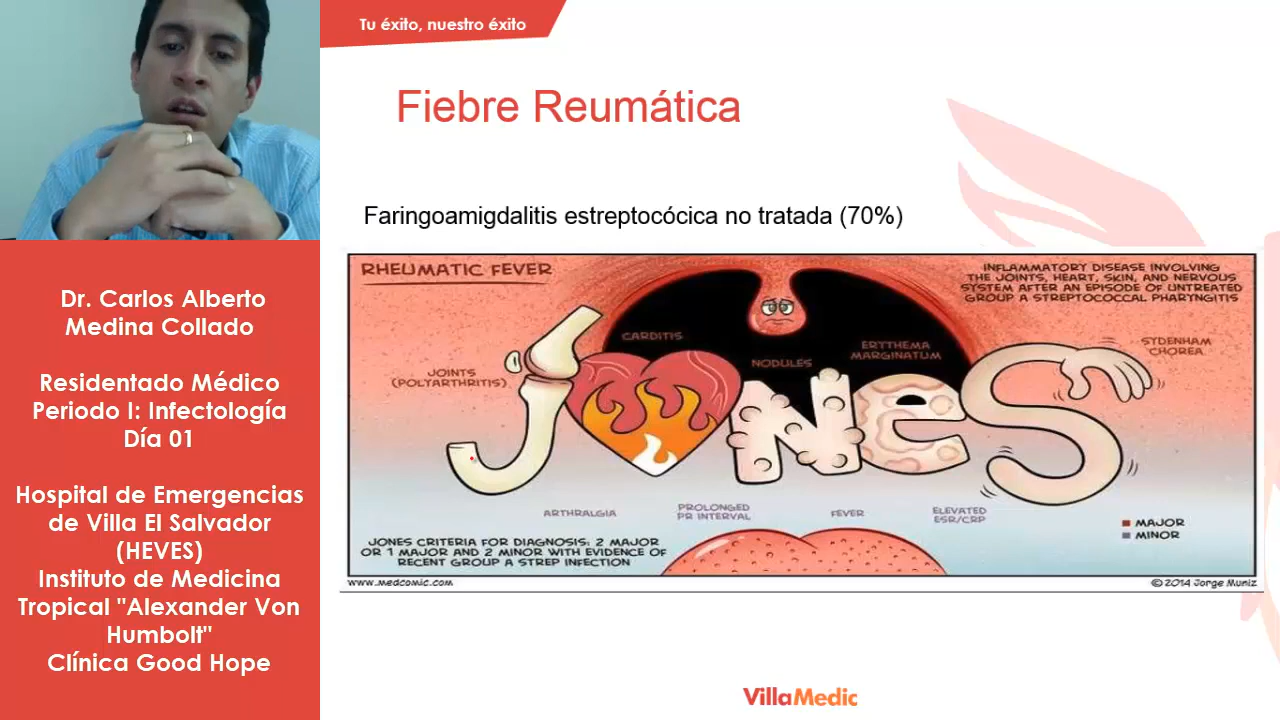 Tu éxito, nuestro éxito
Fiebre Reumática
Faringoamigdalitis estreptocócica no tratada (70%)
Dr. Carlos Alberto
Medina Collado
Residentado Médico
Periodo I: Infectología
Día 01
Hospital de Emergencias
de Villa El Salvador
(HEVES)
Instituto de Medicina
Tropical "Alexander Von
Humbolt"
Clínica Good Hope
RHEUMATIC FEVER
INFLAMMATORY DISEASE INVOLVING
THE JOINTS, HEART, SKIN, AND NERVOUS
SYSTEM AFTER AN EPISODE OF UNTREATED
GROUP A STREPTOCOCCAL PHARYNGITIS
CARDITIS
NODULES
ERYTHEMA
MARGINATUM
SYDENHAM
CHOREA
JOINTS
(POLYARTHRITIS)
JONES
ARTHRALGIA
PROLONGED
PR INTERVAL
FEVER
ELEVATED
ESR/CRP
MAJOR
MINOR
JONES CRITERIA FOR DIAGNOSIS: 2 MAJOR
OR 1 MAJOR AND 2 MINOR WITH EVIDENCE OF
RECENT GROUP A STREP INFECTION
www.medcomic.com
© 2014 Jorge Muniz
VillaMedic